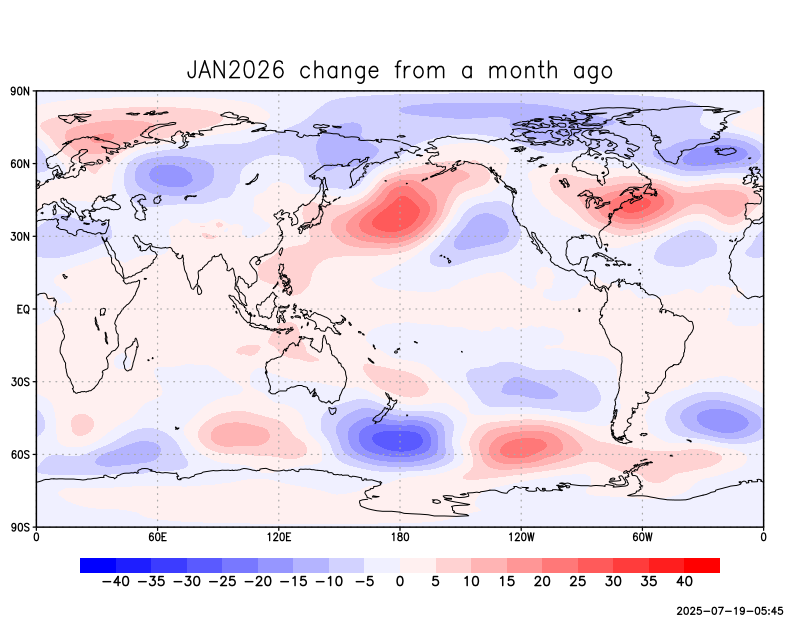 JAN2026 change from a month ago
90N
60N
30N
EQ
30S
60S
90S
0 60E 120E 180 120W 60W 0
−40 −35 −30 −25 −20 −15 −10 −5 0 5 10 15 20 25 30 35 40
2025-07-19-05:45